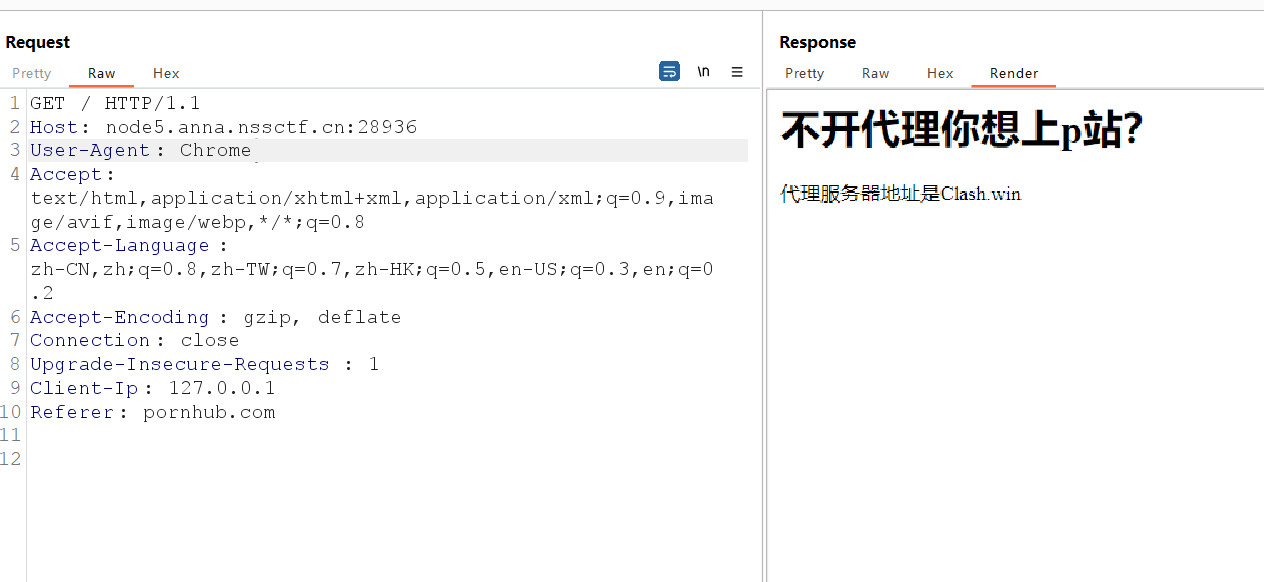 Request
Pretty Raw Hex \n
1 GET / HTTP/1.1
2 Host: node5.anna.nssctf.cn:28936
3 User-Agent: Chrome
4 Accept:
text/html,application/xhtml+xml,application/xml;q=0.9,ima
ge/avif,image/webp,*/*;q=0.8
5 Accept-Language:
zh-CN,zh;q=0.8,zh-TW;q=0.7,zh-HK;q=0.5,en-US;q=0.3,en;q=0
.2
6 Accept-Encoding: gzip, deflate
7 Connection: close
8 Upgrade-Insecure-Requests: 1
9 Client-Ip: 127.0.0.1
10 Referer: pornhub.com
11
12
Response
Pretty Raw Hex Render
不开代理你想上p站?
代理服务器地址是Clash.win